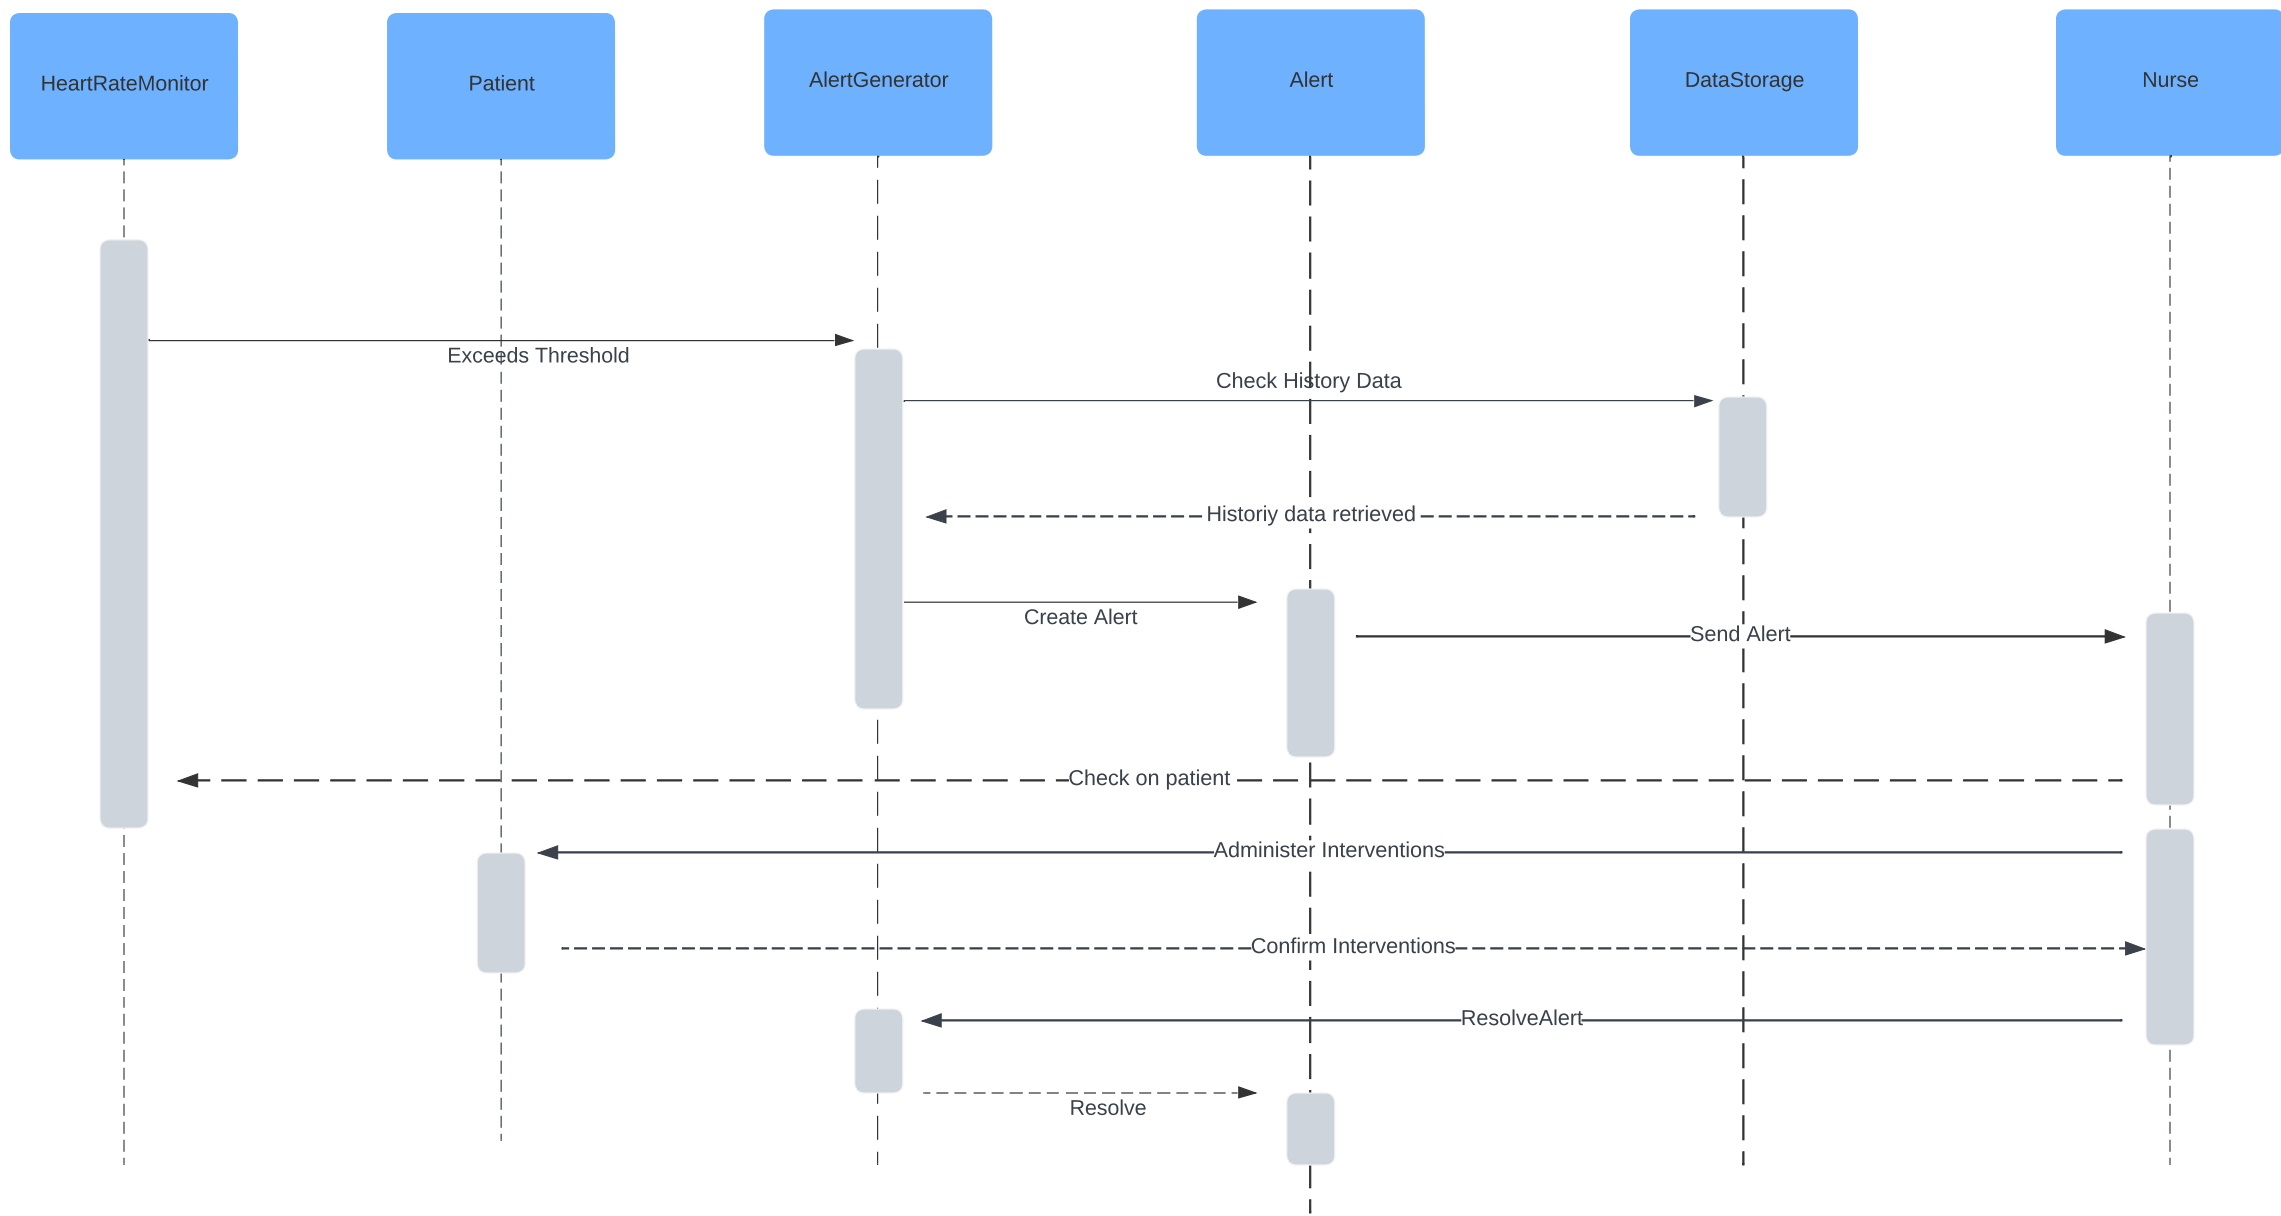 HeartRateMonitor
Patient
AlertGenerator
Alert
DataStorage
Nurse
Exceeds Threshold
Check History Data
Historiy data retrieved
Create Alert
Send Alert
Check on patient
Administer Interventions
Confirm Interventions
ResolveAlert
Resolve